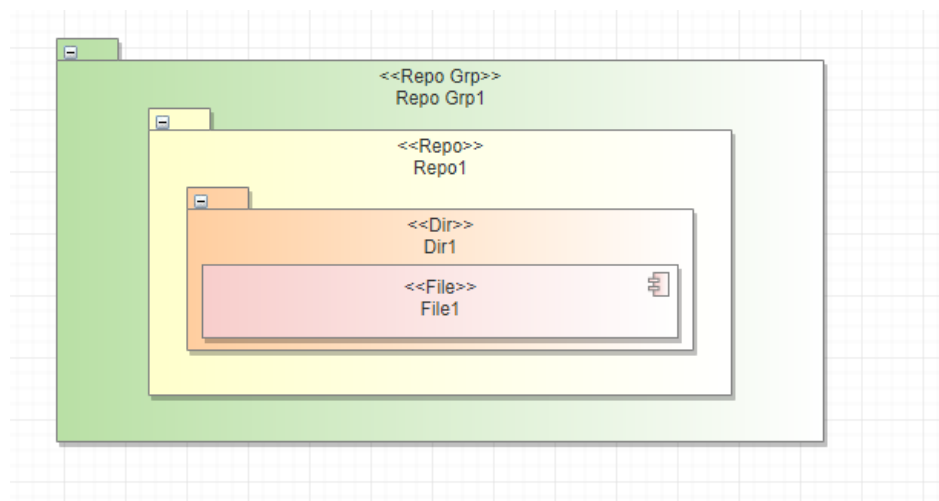 <<Repo Grp>>
Repo Grp1
<<Repo>>
Repo1
<<Dir>>
Dir1
<<File>>
File1